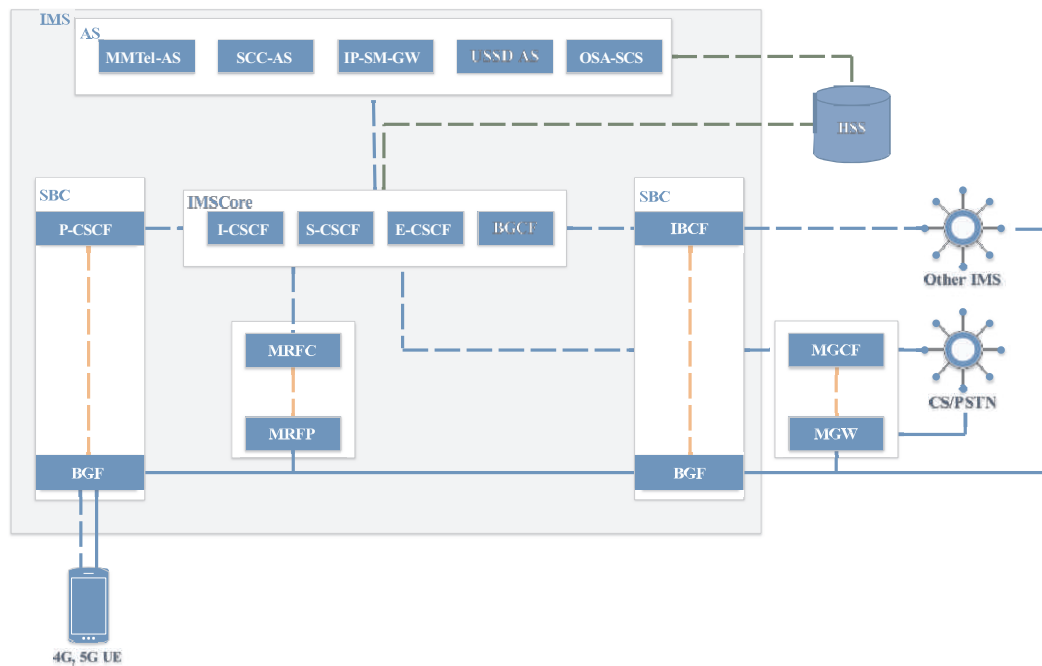 IMS
AS
MMTel-AS
SCC-AS
IP-SM-GW
USSD AS
OSA-SCS
HSS
SBC
P-CSCF
IMSCore
I-CSCF
S-CSCF
E-CSCF
BGCF
SBC
IBCF
Other IMS
MRFC
MRFP
MGCF
MGW
CS/PSTN
BGF
BGF
4G, 5G UE